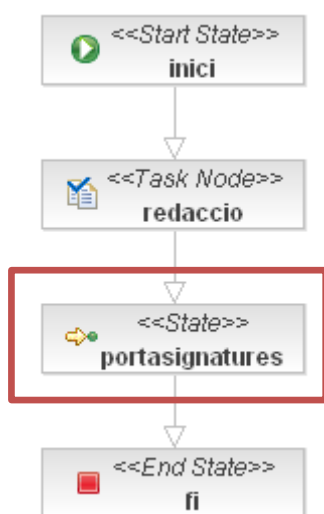 <<Start State>>
inici
<<Task Node>>
redaccio
<<State>>
portasignatures
<<End State>>
fi